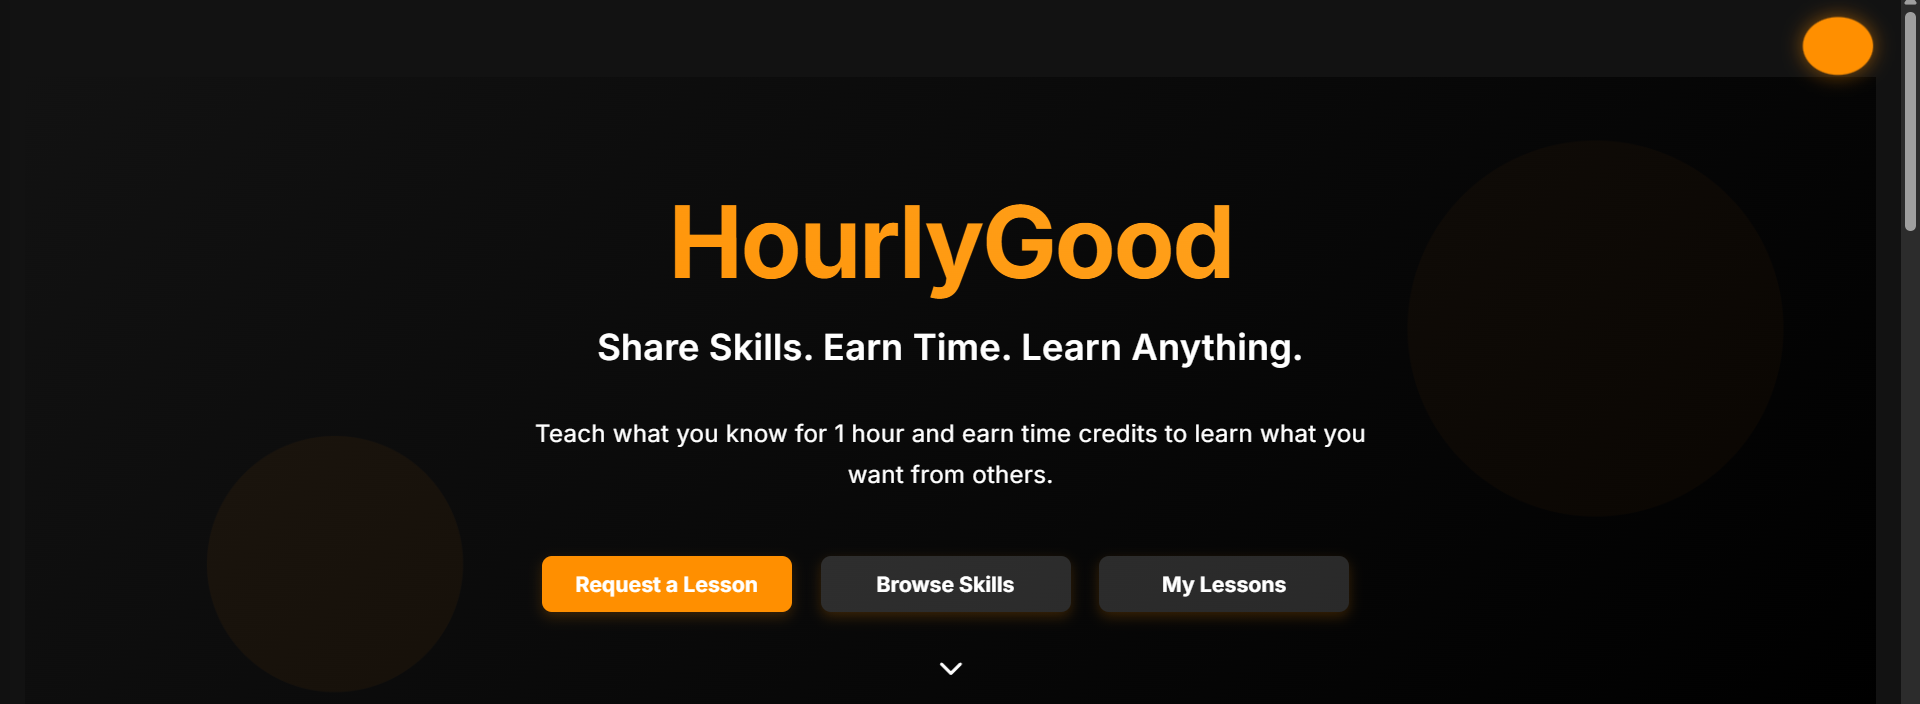 HourlyGood
Share Skills. Earn Time. Learn Anything.
Teach what you know for 1 hour and earn time credits to learn what you
want from others.
Request a Lesson
Browse Skills
My Lessons